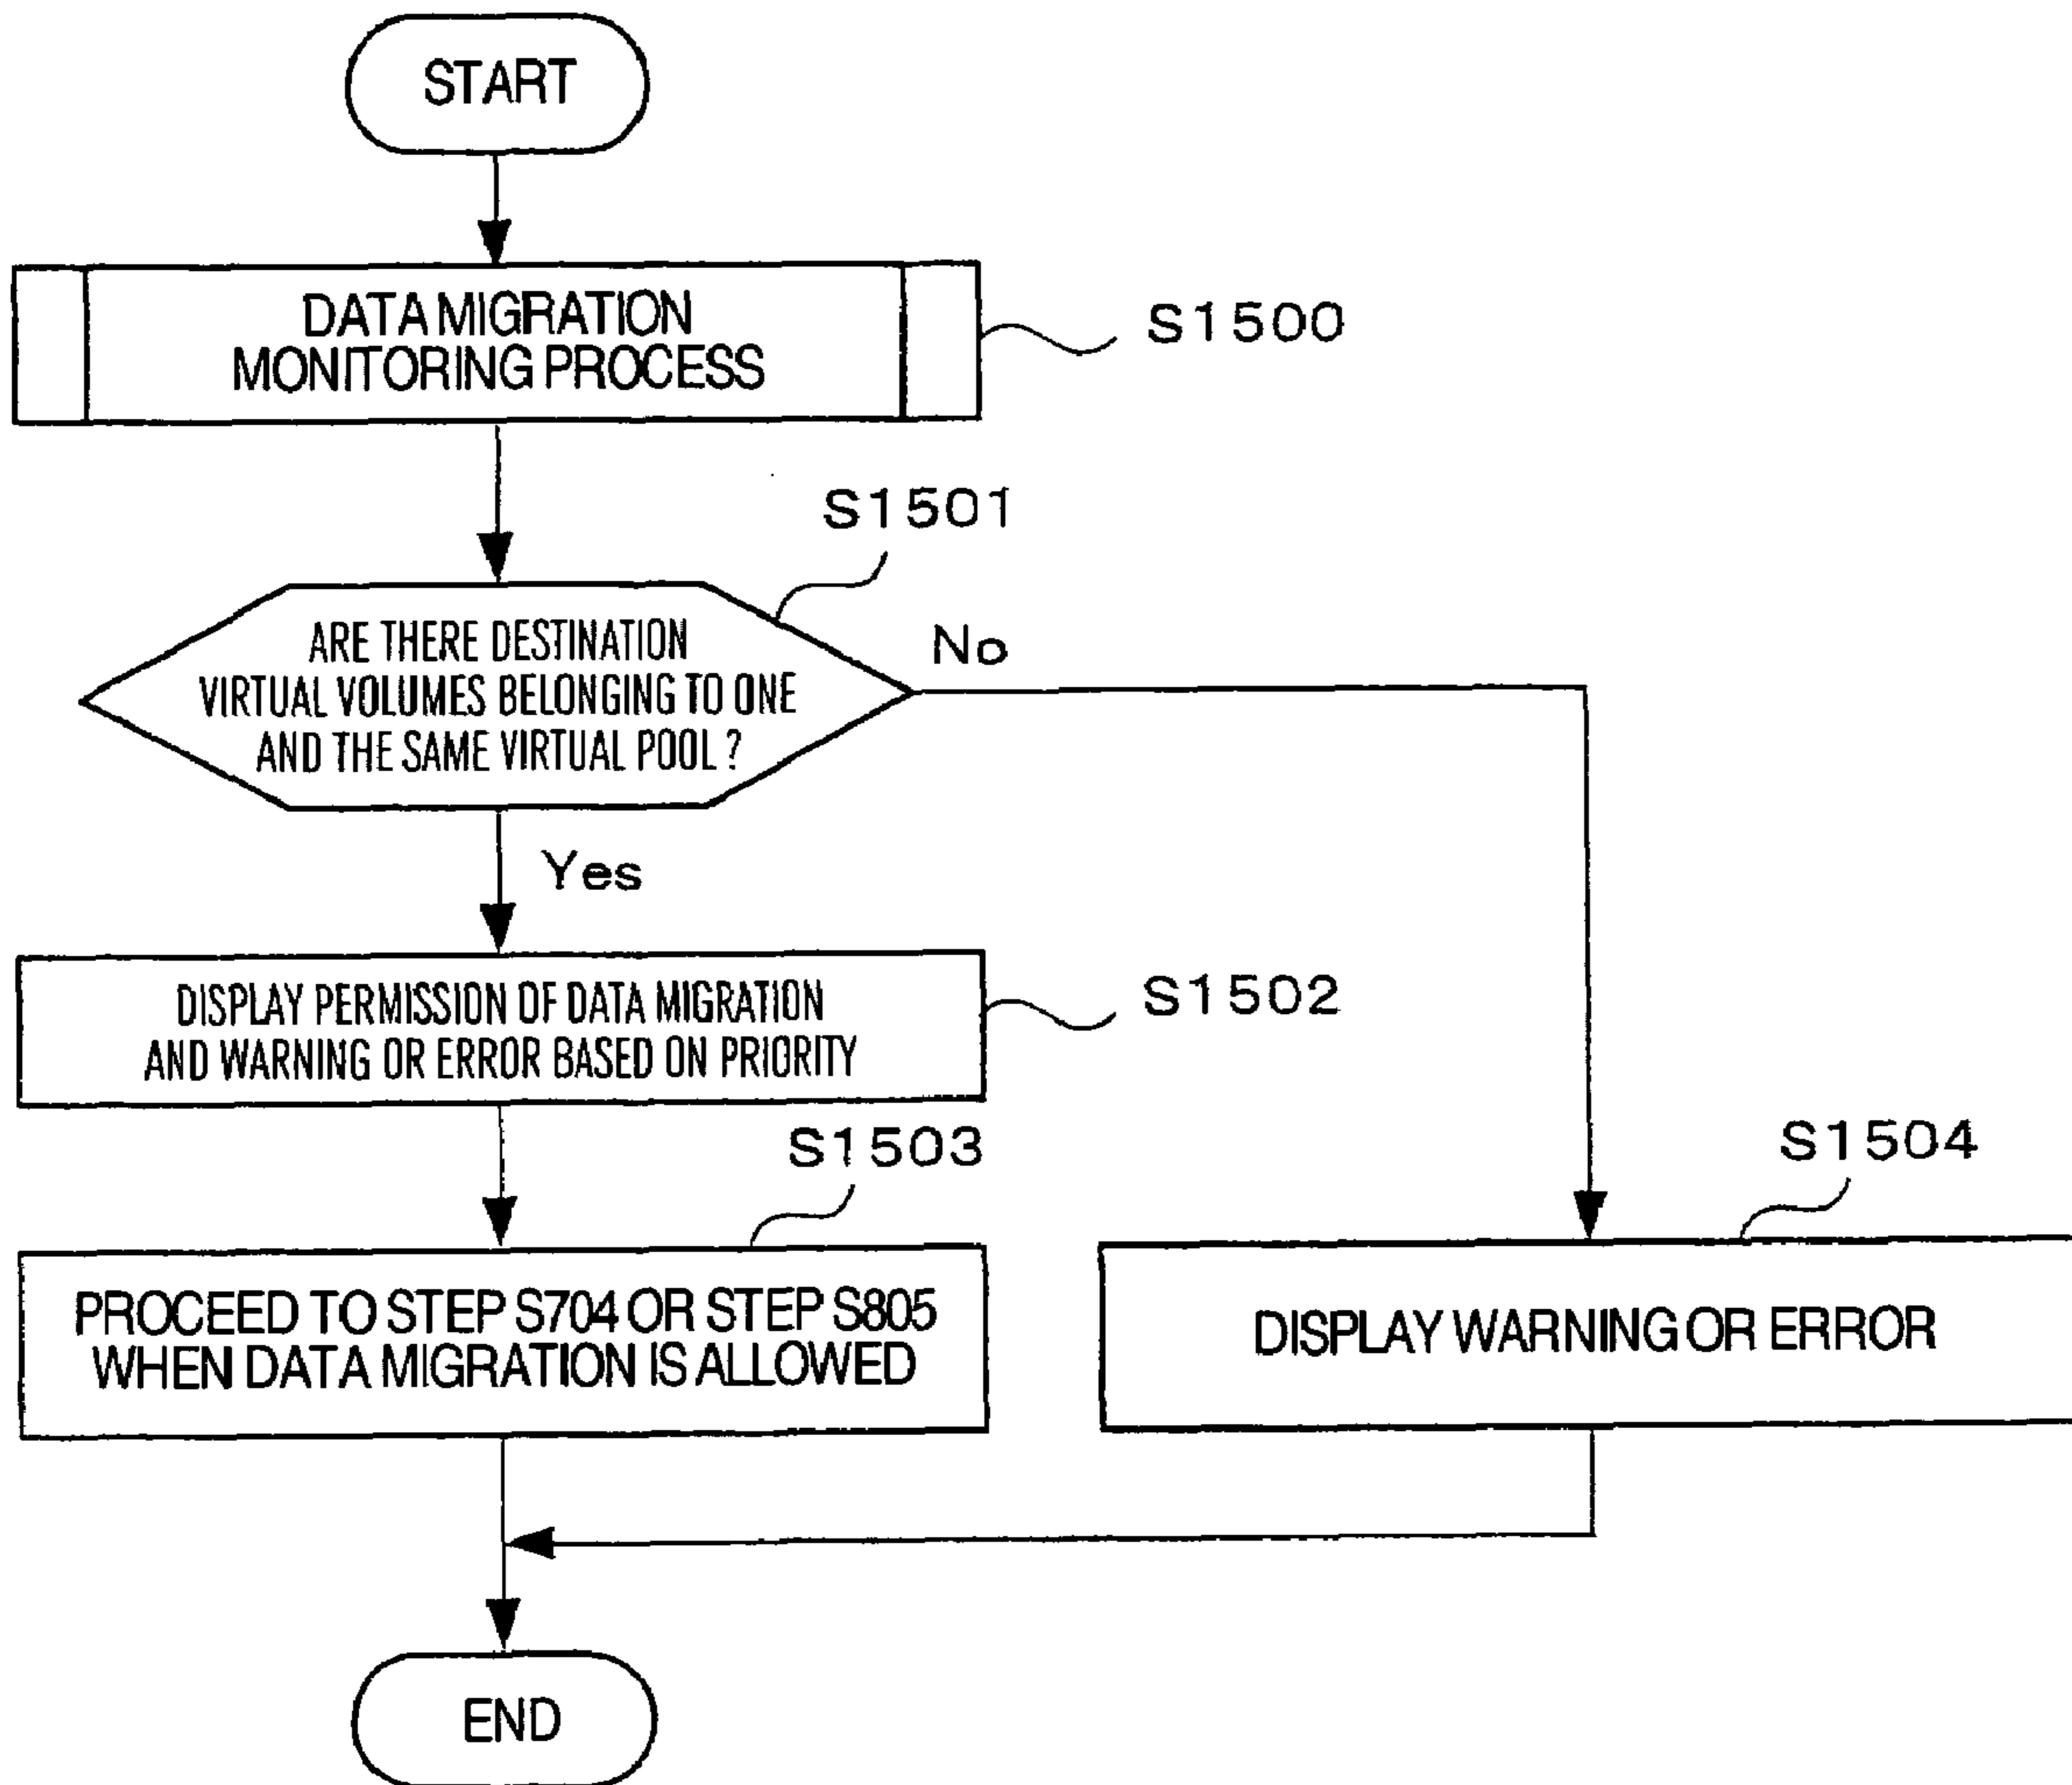 START
DATA MIGRATION
MONITORING PROCESS
S1500
S1501
ARE THERE DESTINATION
VIRTUAL VOLUMES BELONGING TO ONE
AND THE SAME VIRTUAL POOL?
No
Yes
DISPLAY PERMISSION OF DATA MIGRATION
AND WARNING OR ERROR BASED ON PRIORITY
S1502
S1503
PROCEED TO STEP S704 OR STEP S805
WHEN DATA MIGRATION IS ALLOWED
S1504
DISPLAY WARNING OR ERROR
END